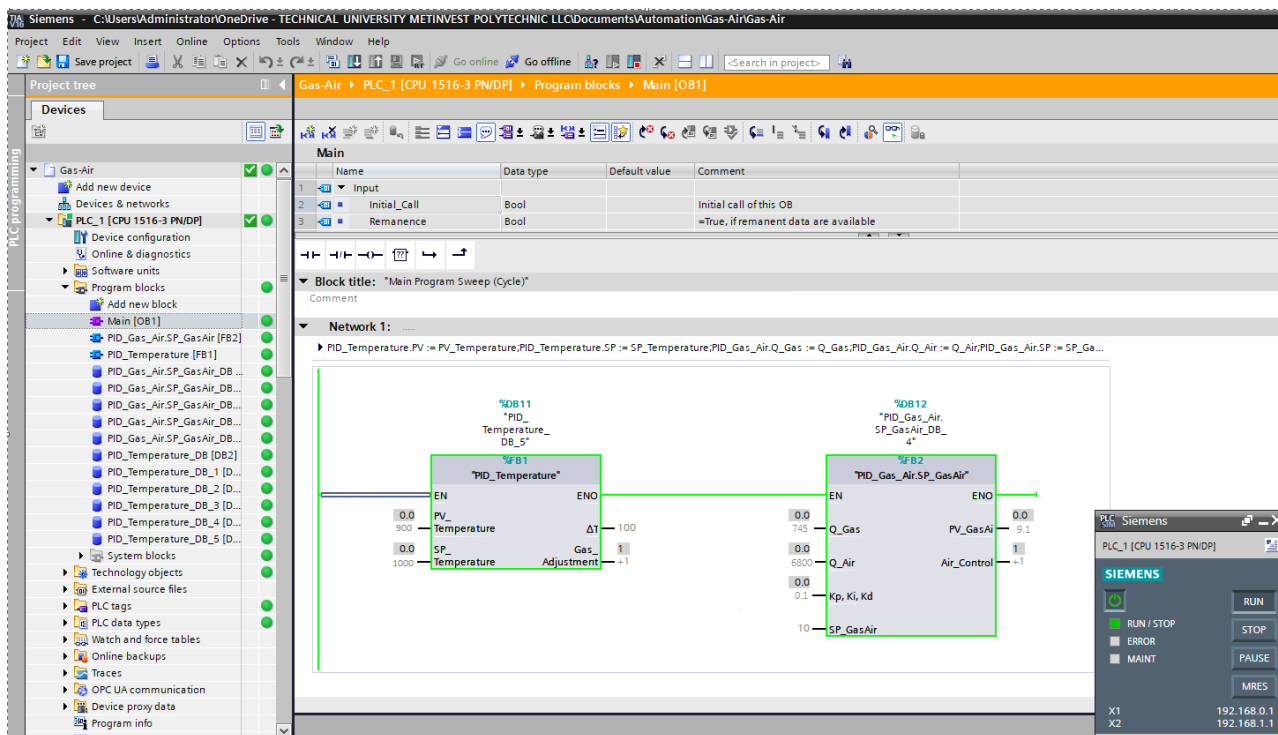 Siemens - C:\Users\Administrator\OneDrive - TECHNICAL UNIVERSITY METINVEST POLYTECHNIC LLC\Documents\Automation\Gas-Air\Gas-Air
Project Edit View Insert Online Options Tools Window Help
Save project Go online Go offline <Search in project>
Project tree
Gas-Air PLC_1 [CPU 1516-3 PN/DP] Program blocks Main [OB1]
Devices
PLC programming
Gas-Air
Add new device
Devices & networks
PLC_1 [CPU 1516-3 PN/DP]
Device configuration
Online & diagnostics
Software units
Program blocks
Add new block
Main [OB1]
PID_Gas_Air.SP_GasAir [FB2]
PID_Temperature [FB1]
PID_Gas_Air.SP_GasAir_DB ...
PID_Gas_Air.SP_GasAir_DB...
PID_Gas_Air.SP_GasAir_DB...
PID_Gas_Air.SP_GasAir_DB...
PID_Gas_Air.SP_GasAir_DB...
PID_Temperature_DB [DB2]
PID_Temperature_DB_1 [D...
PID_Temperature_DB_2 [D...
PID_Temperature_DB_3 [D...
PID_Temperature_DB_4 [D...
PID_Temperature_DB_5 [D...
System blocks
Technology objects
External source files
PLC tags
PLC data types
Watch and force tables
Online backups
Traces
OPC UA communication
Device proxy data
Program info
Main
Name Data type Default value Comment
1 Input
2 Initial_Call Bool Initial call of this OB
3 Remanence Bool =True, if remanent data are available
??
Block title: "Main Program Sweep (Cycle)"
Comment
Network 1: .....
PID_Temperature.PV := PV_Temperature;PID_Temperature.SP := SP_Temperature;PID_Gas_Air.Q_Gas := Q_Gas;PID_Gas_Air.Q_Air := Q_Air;PID_Gas_Air.SP := SP_Ga...
%DB11
"PID_
Temperature_
DB_5"
%FB1
"PID_Temperature"
EN ENO
0.0 PV_
900 Temperature ΔT 100
0.0 SP_ Gas_ 1
1000 Temperature Adjustment +1
%DB12
"PID_Gas_Air.
SP_GasAir_DB_
4"
%FB2
"PID_Gas_Air.SP_GasAir"
EN ENO
0.0 0.0
745 Q_Gas PV_GasAi 9.1
0.0 1
6800 Q_Air Air_Control +1
0.0
0.1 Kp, Ki, Kd
10 SP_GasAir
PLC SIM Siemens
PLC_1 [CPU 1516-3 PN/DP]
SIEMENS
RUN
RUN / STOP STOP
ERROR
MAINT PAUSE
MRES
X1 192.168.0.1
X2 192.168.1.1